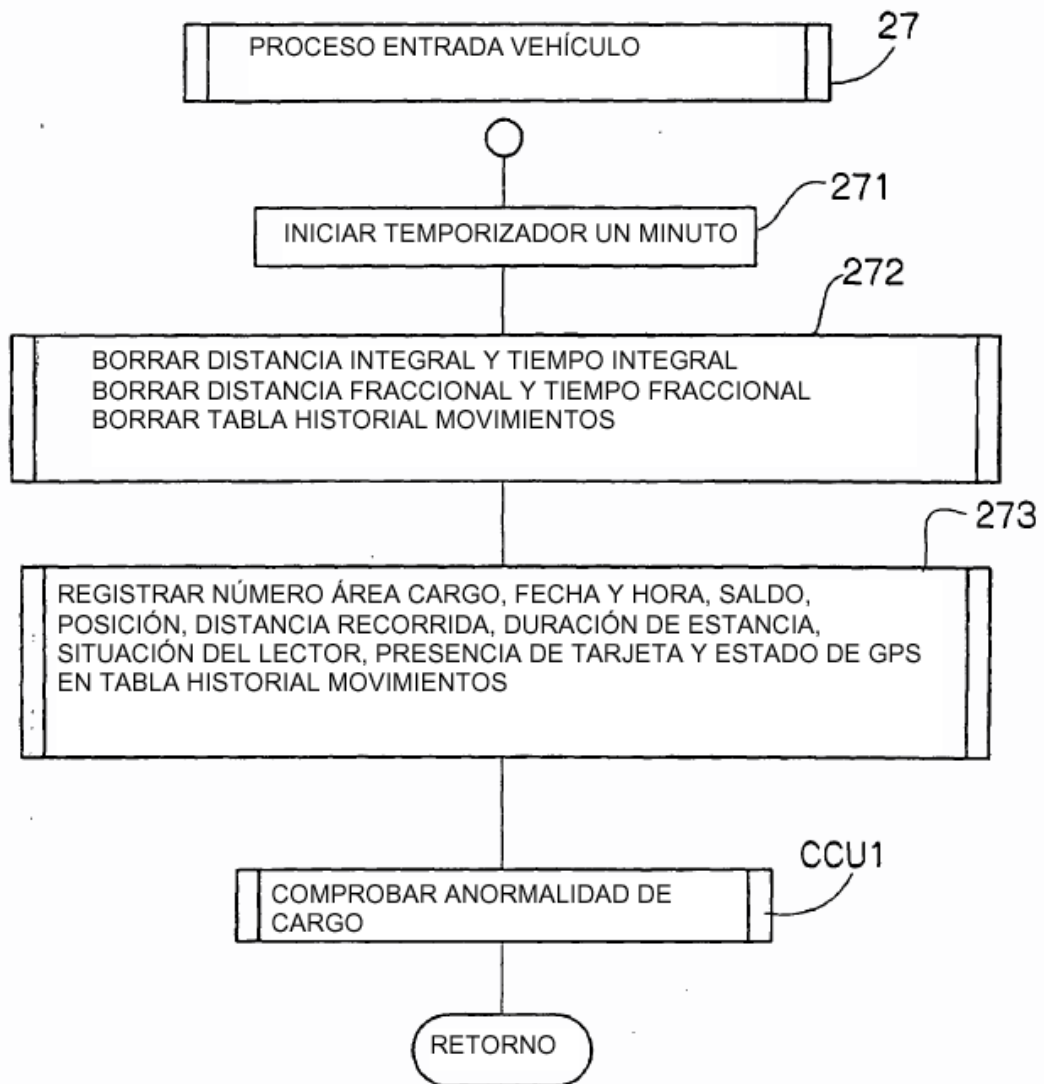 PROCESO ENTRADA VEHÍCULO
27
271
INICIAR TEMPORIZADOR UN MINUTO
272
BORRAR DISTANCIA INTEGRAL Y TIEMPO INTEGRAL
BORRAR DISTANCIA FRACCIONAL Y TIEMPO FRACCIONAL
BORRAR TABLA HISTORIAL MOVIMIENTOS
273
REGISTRAR NÚMERO ÁREA CARGO, FECHA Y HORA, SALDO,
POSICIÓN, DISTANCIA RECORRIDA, DURACIÓN DE ESTANCIA,
SITUACIÓN DEL LECTOR, PRESENCIA DE TARJETA Y ESTADO DE GPS
EN TABLA HISTORIAL MOVIMIENTOS
CCU1
COMPROBAR ANORMALIDAD DE
CARGO
RETORNO